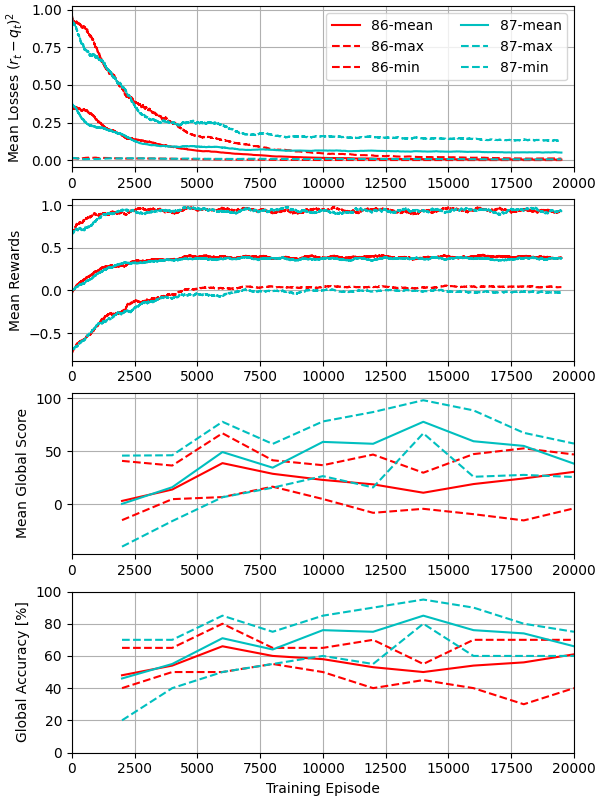 1.00
0.75
0.50
0.25
0.00
Mean Losses (r_t − q_t)²
86-mean
86-max
86-min
87-mean
87-max
87-min
0 2500 5000 7500 10000 12500 15000 17500 20000
1.0
0.5
0.0
−0.5
Mean Rewards
0 2500 5000 7500 10000 12500 15000 17500 20000
100
50
0
Mean Global Score
0 2500 5000 7500 10000 12500 15000 17500 20000
100
80
60
40
20
0
Global Accuracy [%]
0 2500 5000 7500 10000 12500 15000 17500 20000
Training Episode